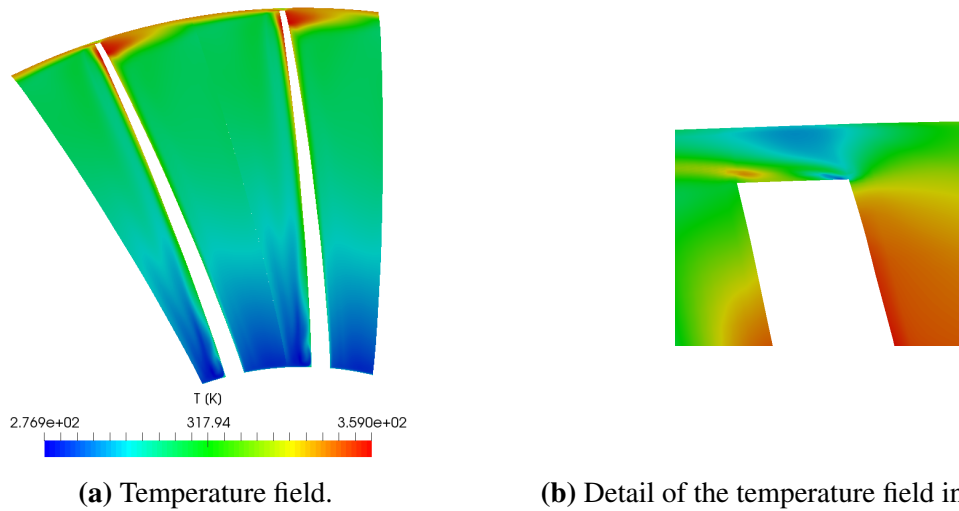 T (K)
2.769e+02 317.94 3.590e+02
(a) Temperature field.
(b) Detail of the temperature field in